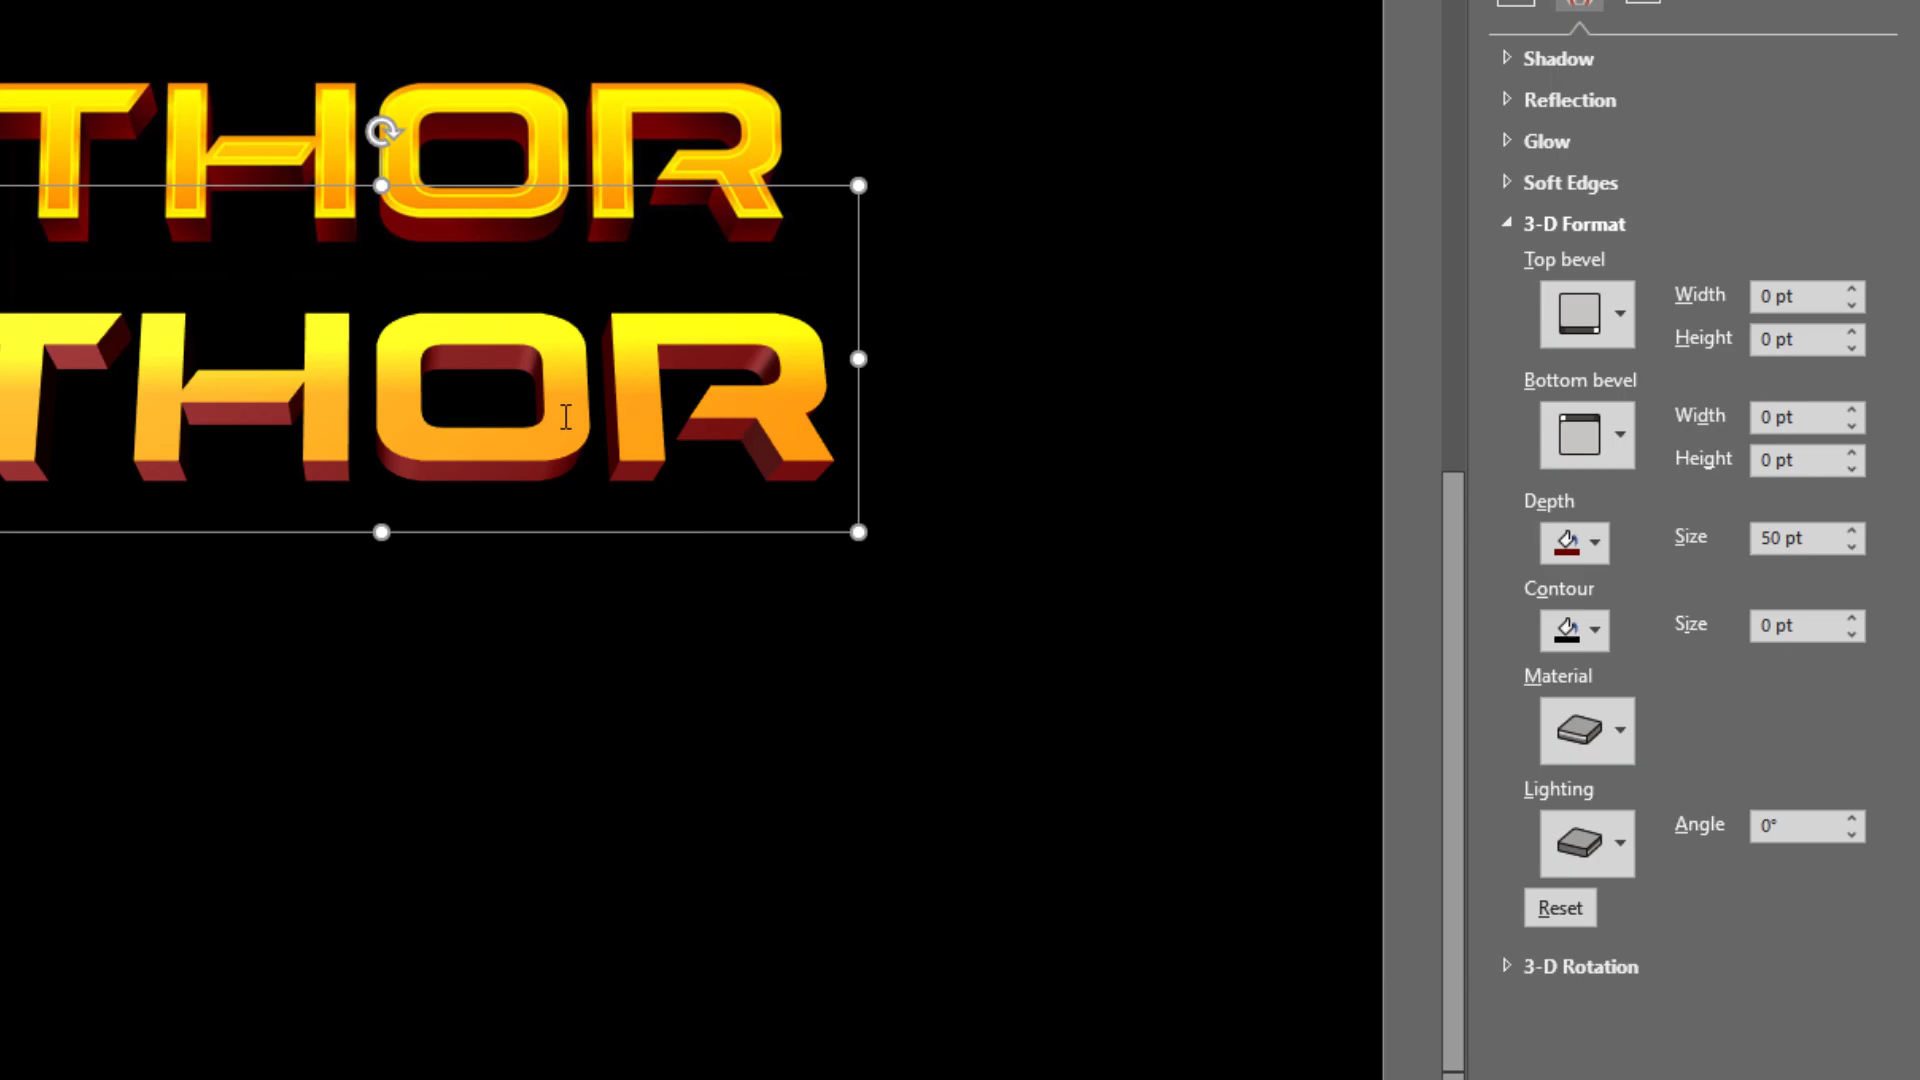 THOR
THOR
Shadow
Reflection
Glow
Soft Edges
3-D Format
Top bevel
Width 0 pt
Height 0 pt
Bottom bevel
Width 0 pt
Height 0 pt
Depth
Size 50 pt
Contour
Size 0 pt
Material
Lighting
Angle 0°
Reset
3-D Rotation